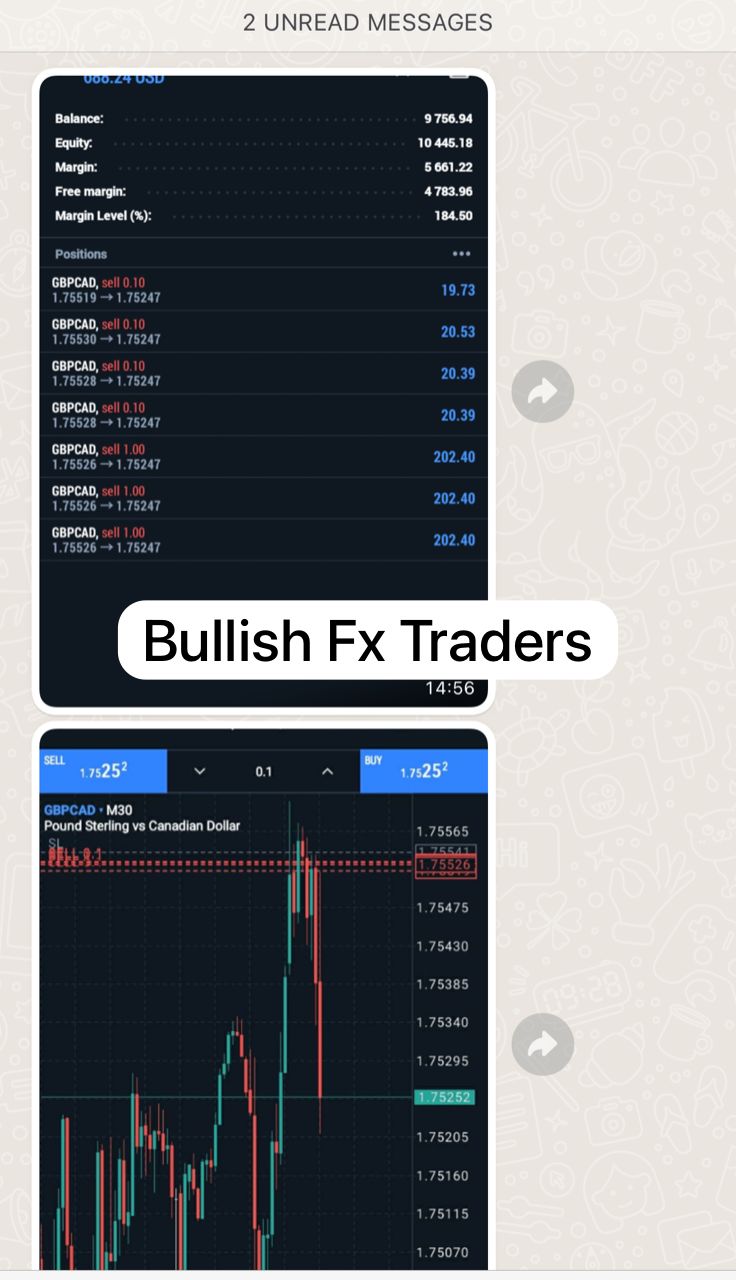 2 UNREAD MESSAGES
688.24 USD
Balance: 9 756.94
Equity: 10 445.18
Margin: 5 661.22
Free margin: 4 783.96
Margin Level (%): 184.50
Positions
GBPCAD, sell 0.10
1.75519 → 1.75247 19.73
GBPCAD, sell 0.10
1.75530 → 1.75247 20.53
GBPCAD, sell 0.10
1.75528 → 1.75247 20.39
GBPCAD, sell 0.10
1.75528 → 1.75247 20.39
GBPCAD, sell 1.00
1.75526 → 1.75247 202.40
GBPCAD, sell 1.00
1.75526 → 1.75247 202.40
GBPCAD, sell 1.00
1.75526 → 1.75247 202.40
Bullish Fx Traders
14:56
SELL 1.75252 0.1 BUY 1.75252
GBPCAD • M30
Pound Sterling vs Canadian Dollar
1.75565
SL
1.75541
1.75526
1.75475
1.75430
1.75385
1.75340
1.75295
1.75252
1.75205
1.75160
1.75115
1.75070